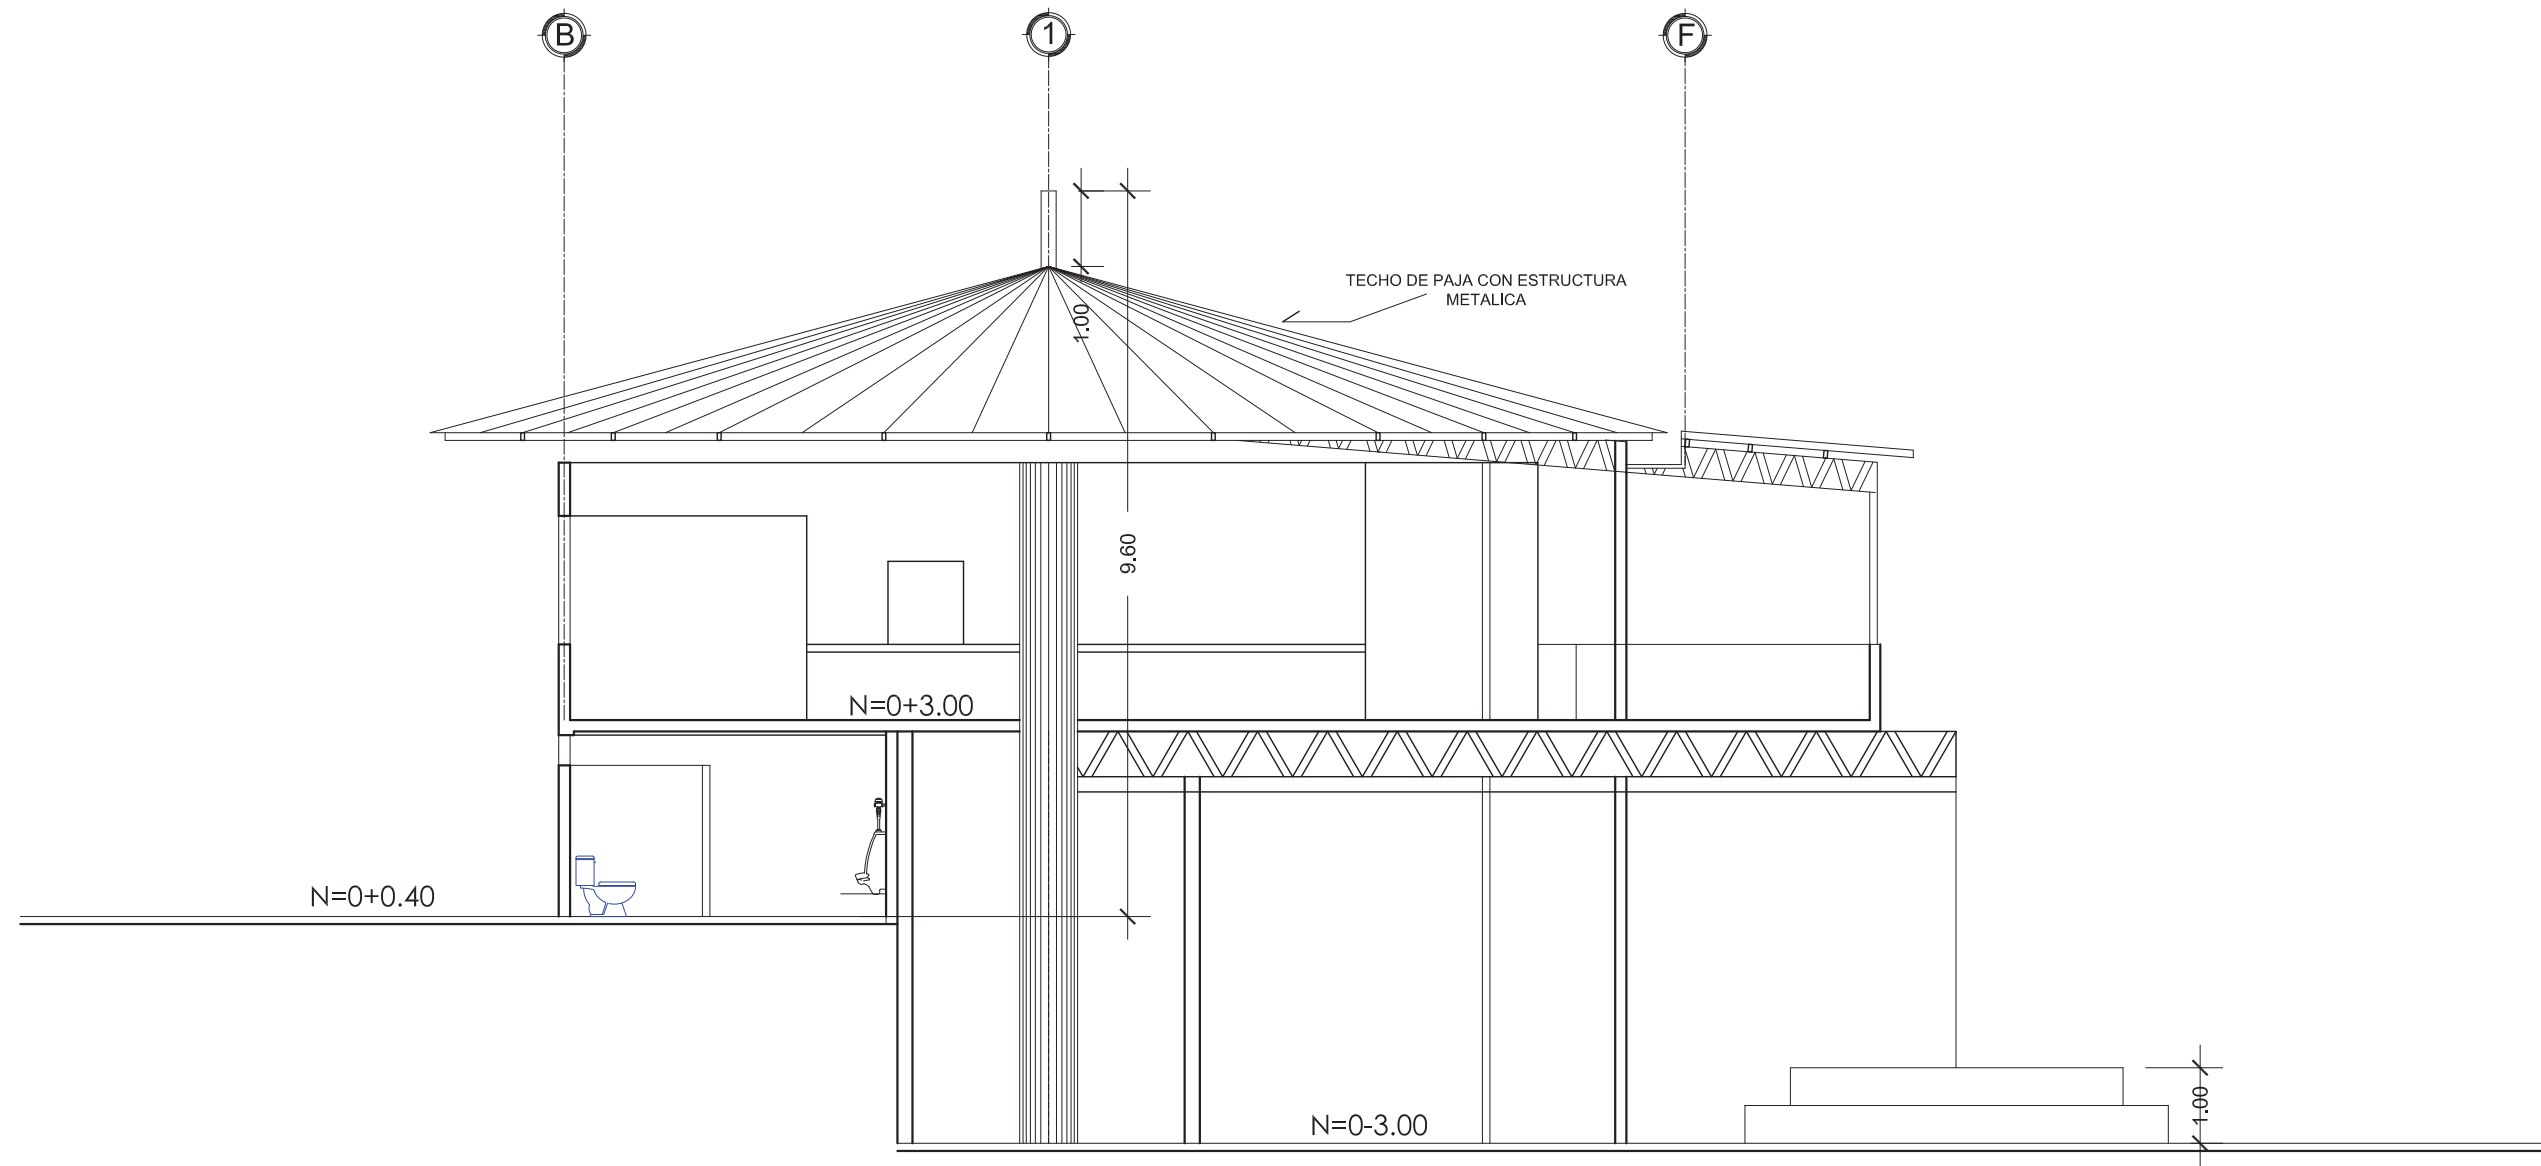 B
1
F
TECHO DE PAJA CON ESTRUCTURA
METALICA
1.00
9.60
N=0+3.00
N=0+0.40
N=0-3.00
1.00